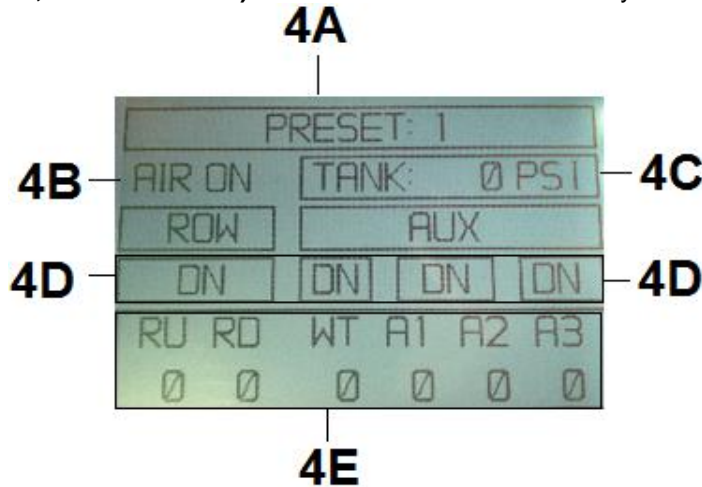 4A
PRESET: 1
4B AIR ON TANK: 0 PSI 4C
ROW AUX
4D DN DN DN DN 4D
RU RD WT A1 A2 A3
0 0 0 0 0 0
4E